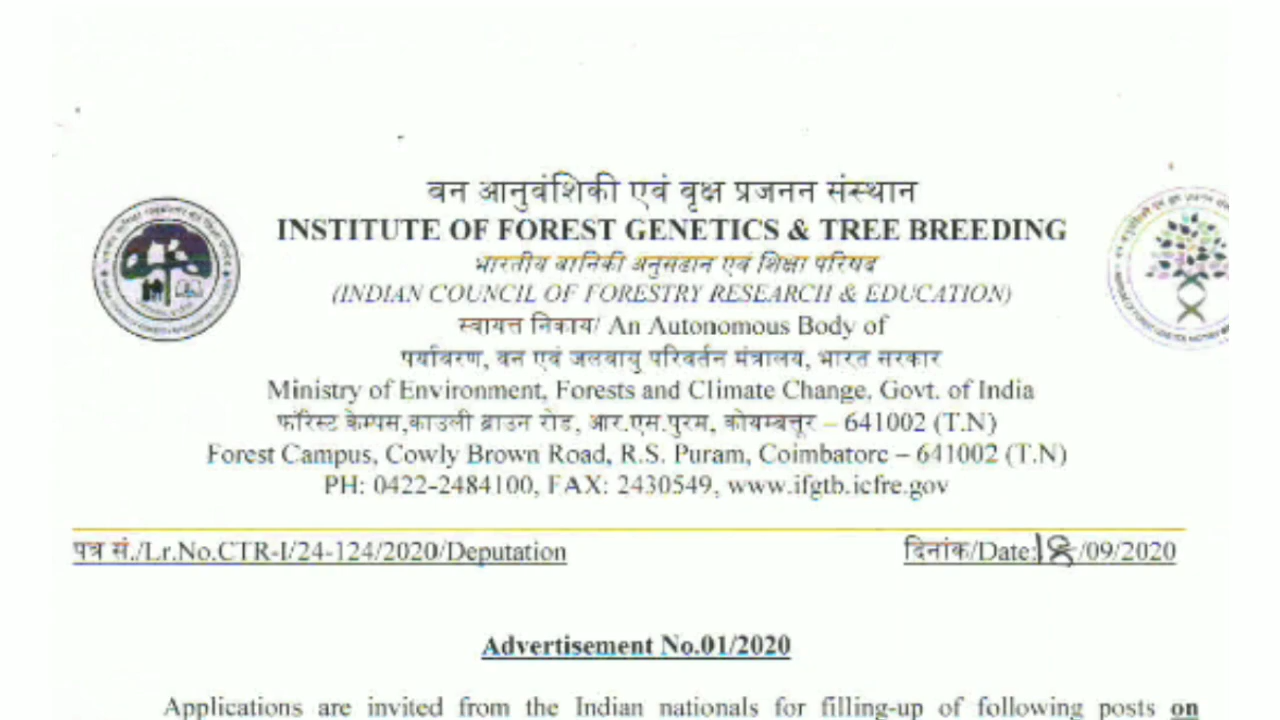 वन आनुवंशिकी एवं वृक्ष प्रजनन संस्थान
INSTITUTE OF FOREST GENETICS & TREE BREEDING
भारतीय वानिकी अनुसंधान एवं शिक्षा परिषद
(INDIAN COUNCIL OF FORESTRY RESEARCH & EDUCATION)
स्वायत्त निकाय/ An Autonomous Body of
पर्यावरण, वन एवं जलवायु परिवर्तन मंत्रालय, भारत सरकार
Ministry of Environment, Forests and Climate Change, Govt. of India
फॉरेस्ट केम्पस,काउली ब्राउन रोड, आर.एस.पुरम, कोयम्बत्तूर – 641002 (T.N)
Forest Campus, Cowly Brown Road, R.S. Puram, Coimbatore – 641002 (T.N)
PH: 0422-2484100, FAX: 2430549, www.ifgtb.icfre.gov
पत्र सं./Lr.No.CTR-I/24-124/2020/Deputation
दिनांक/Date:18/09/2020
Advertisement No.01/2020
Applications are invited from the Indian nationals for filling-up of following posts on